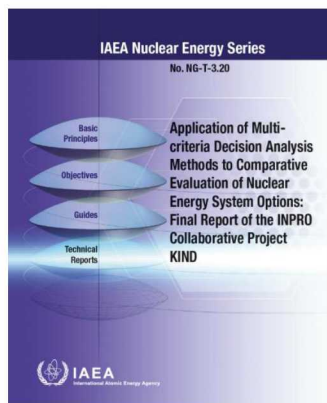 IAEA Nuclear Energy Series
No. NG-T-3.20
Basic
Principles
Objectives
Guides
Technical
Reports
Application of Multi-
criteria Decision Analysis
Methods to Comparative
Evaluation of Nuclear
Energy System Options:
Final Report of the INPRO
Collaborative Project
KIND
IAEA
International Atomic Energy Agency